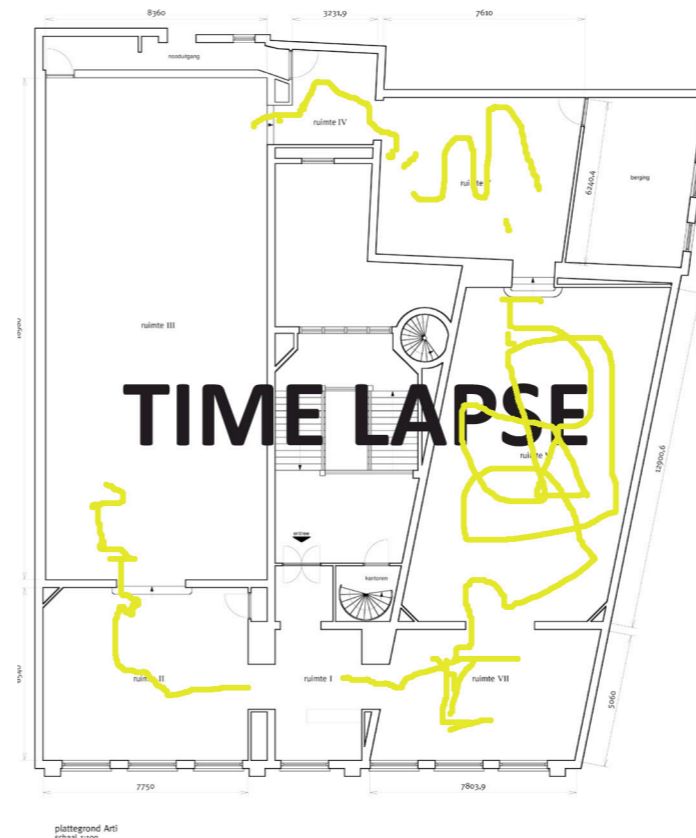 8360
3231,9
7610
nooduitgang
ruimte IV
6240,4
berging
ruimte III
TIME LAPSE
12900,6
entree
kantoren
ruimte II
ruimte I
ruimte VII
5060
7750
7803,9
plattegrond Arti